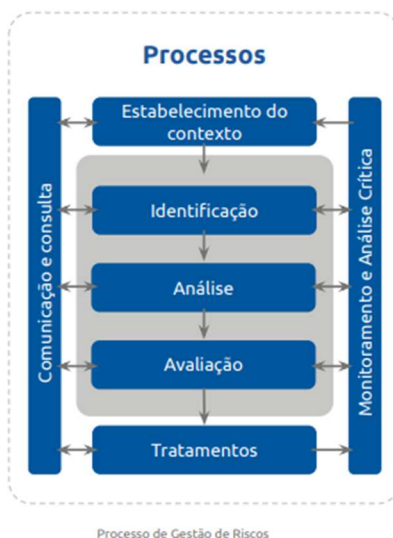 Processos
Comunicação e consulta
Estabelecimento do
contexto
Identificação
Análise
Avaliação
Tratamentos
Monitoramento e Análise Crítica
Processo de Gestão de Riscos